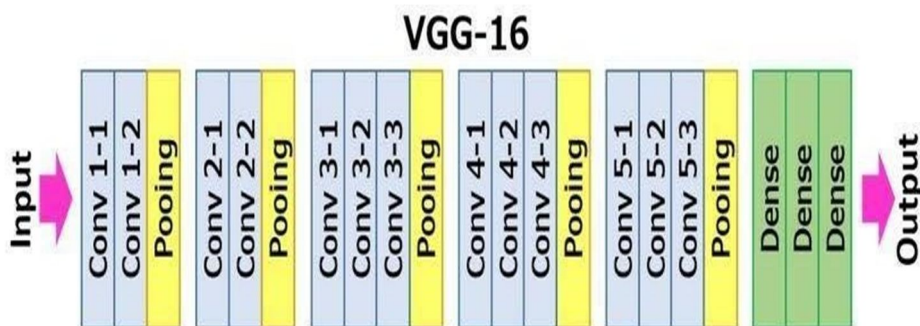 VGG-16
Input
Conv 1-1
Conv 1-2
Pooing
Conv 2-1
Conv 2-2
Pooing
Conv 3-1
Conv 3-2
Conv 3-3
Pooing
Conv 4-1
Conv 4-2
Conv 4-3
Pooing
Conv 5-1
Conv 5-2
Conv 5-3
Pooing
Dense
Dense
Dense
Output